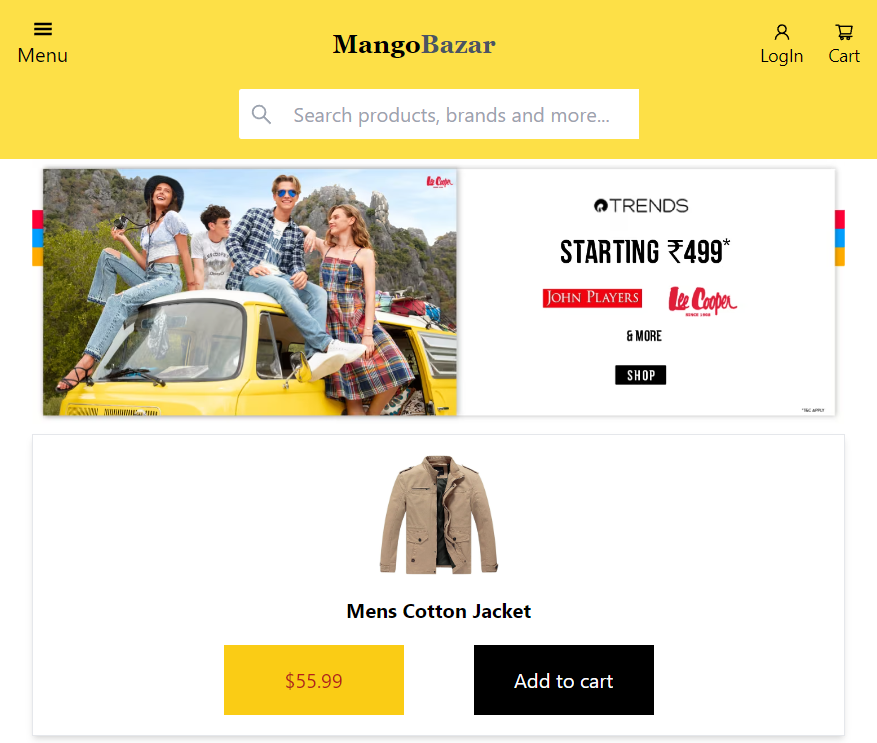 Menu
MangoBazar
LogIn
Cart
Search products, brands and more...
Lee Cooper
TRENDS
STARTING ₹499*
JOHN PLAYERS
Lee Cooper
SINCE 1908
& MORE
SHOP
*T&C APPLY
Mens Cotton Jacket
$55.99
Add to cart